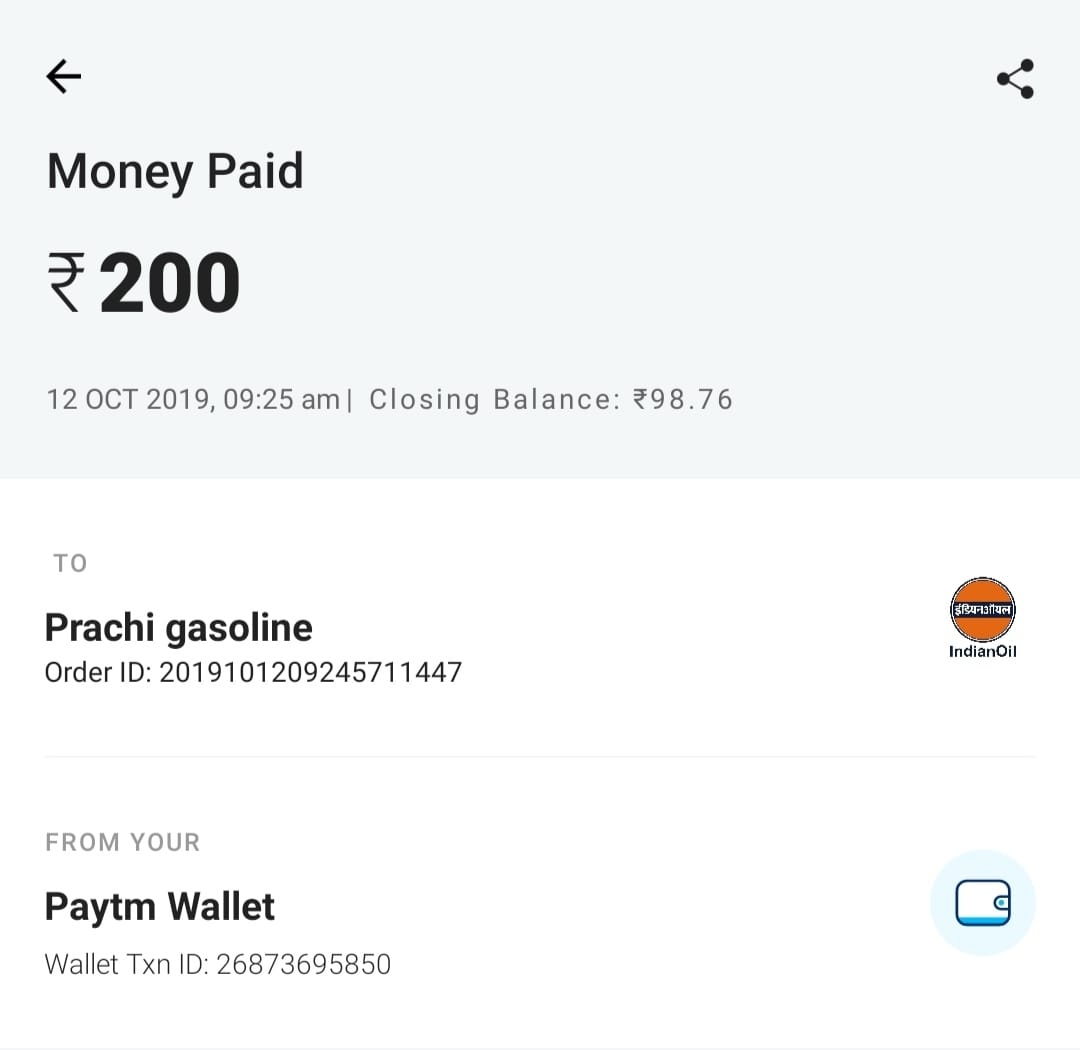 Money Paid
₹200
12 OCT 2019, 09:25 am| Closing Balance: ₹98.76
TO
Prachi gasoline
Order ID: 2019101209245711447
इंडियनऑयल
IndianOil
FROM YOUR
Paytm Wallet
Wallet Txn ID: 26873695850